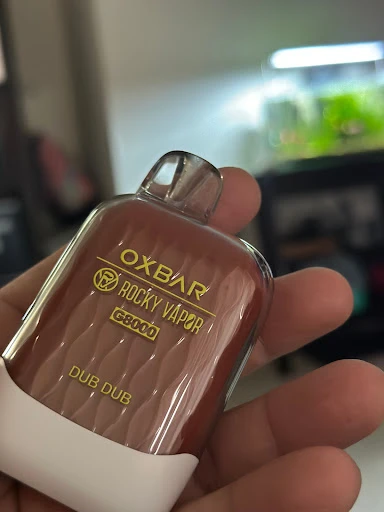 OXBAR
ROCKY VAPOR
G8000
DUB DUB